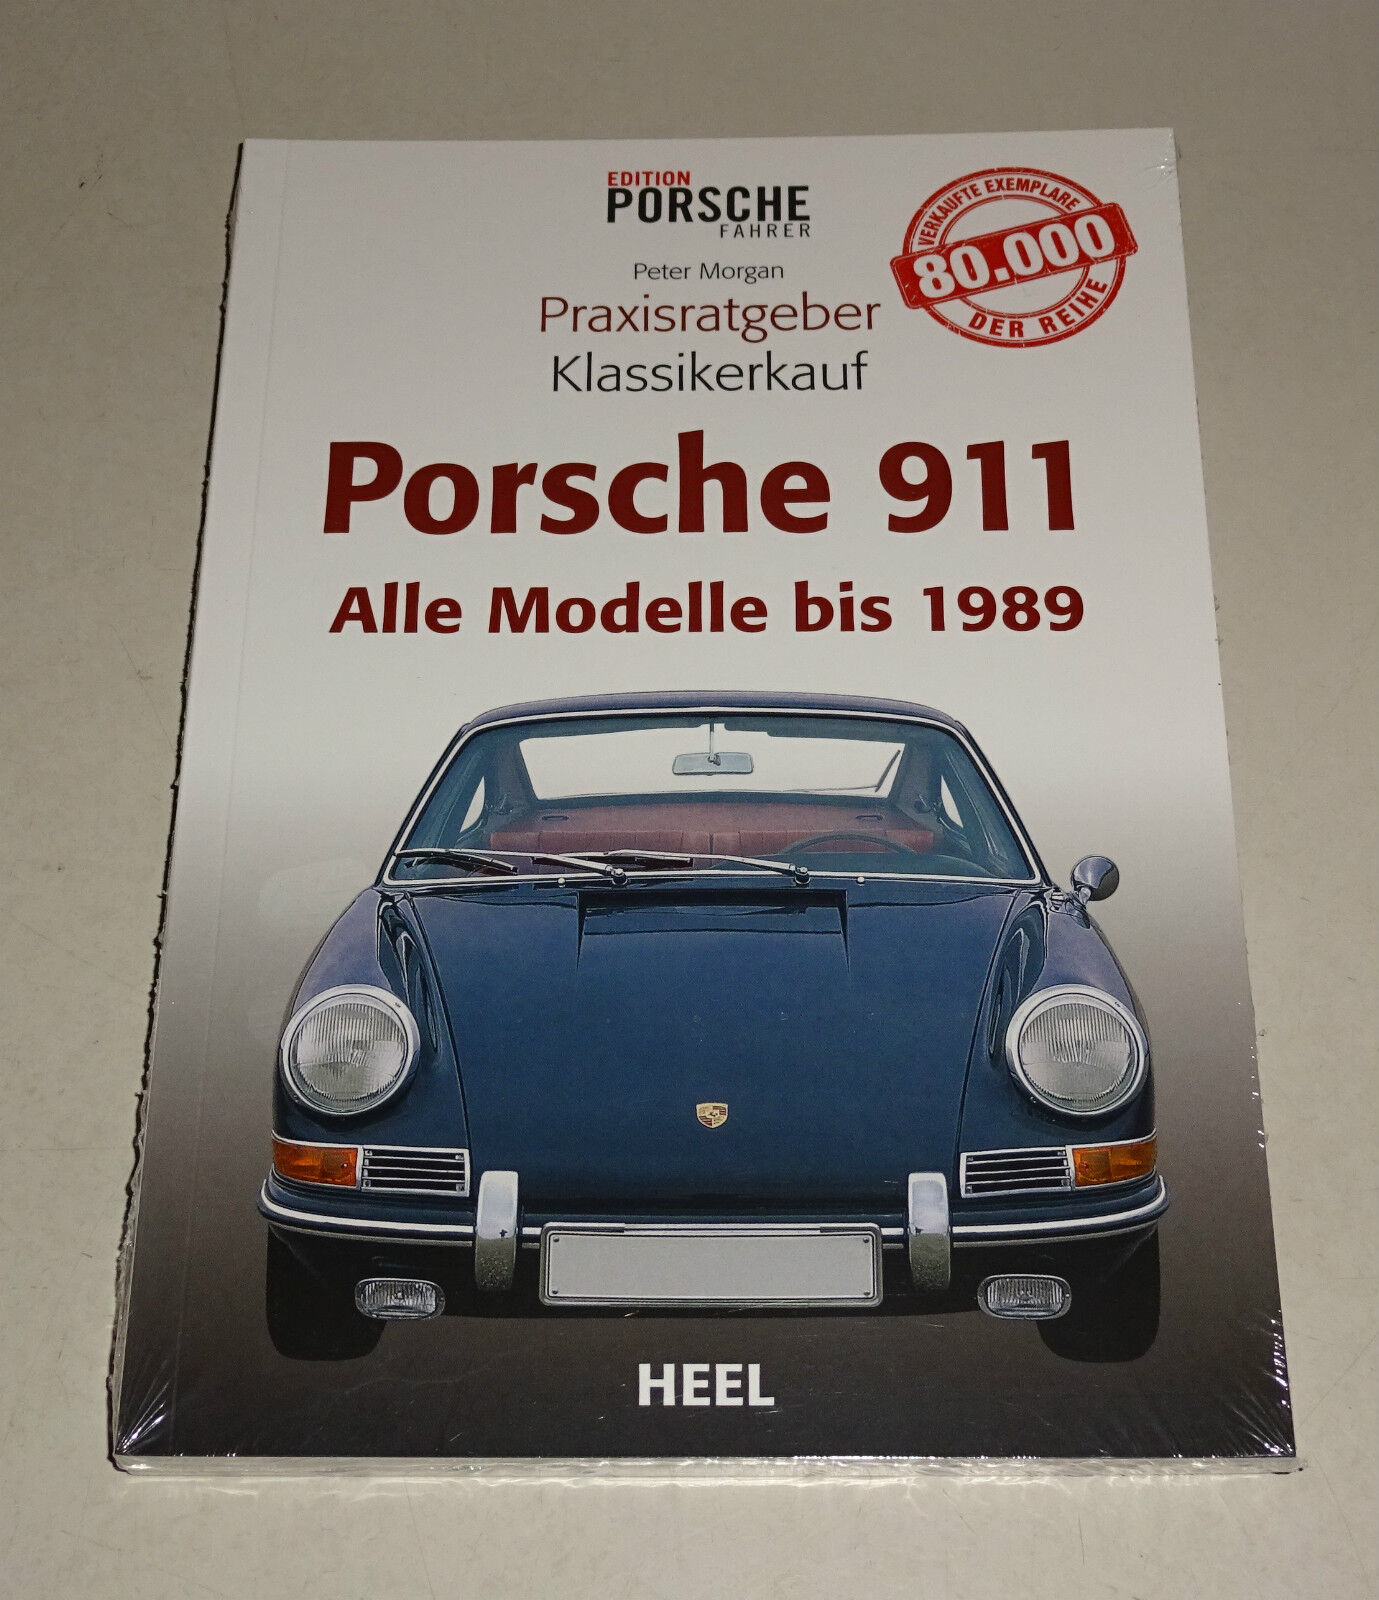 EDITION
PORSCHE
FAHRER
Peter Morgan
Praxisratgeber
Klassikerkauf
VERKAUFTE EXEMPLARE
80.000
DER REIHE
Porsche 911
Alle Modelle bis 1989
HEEL